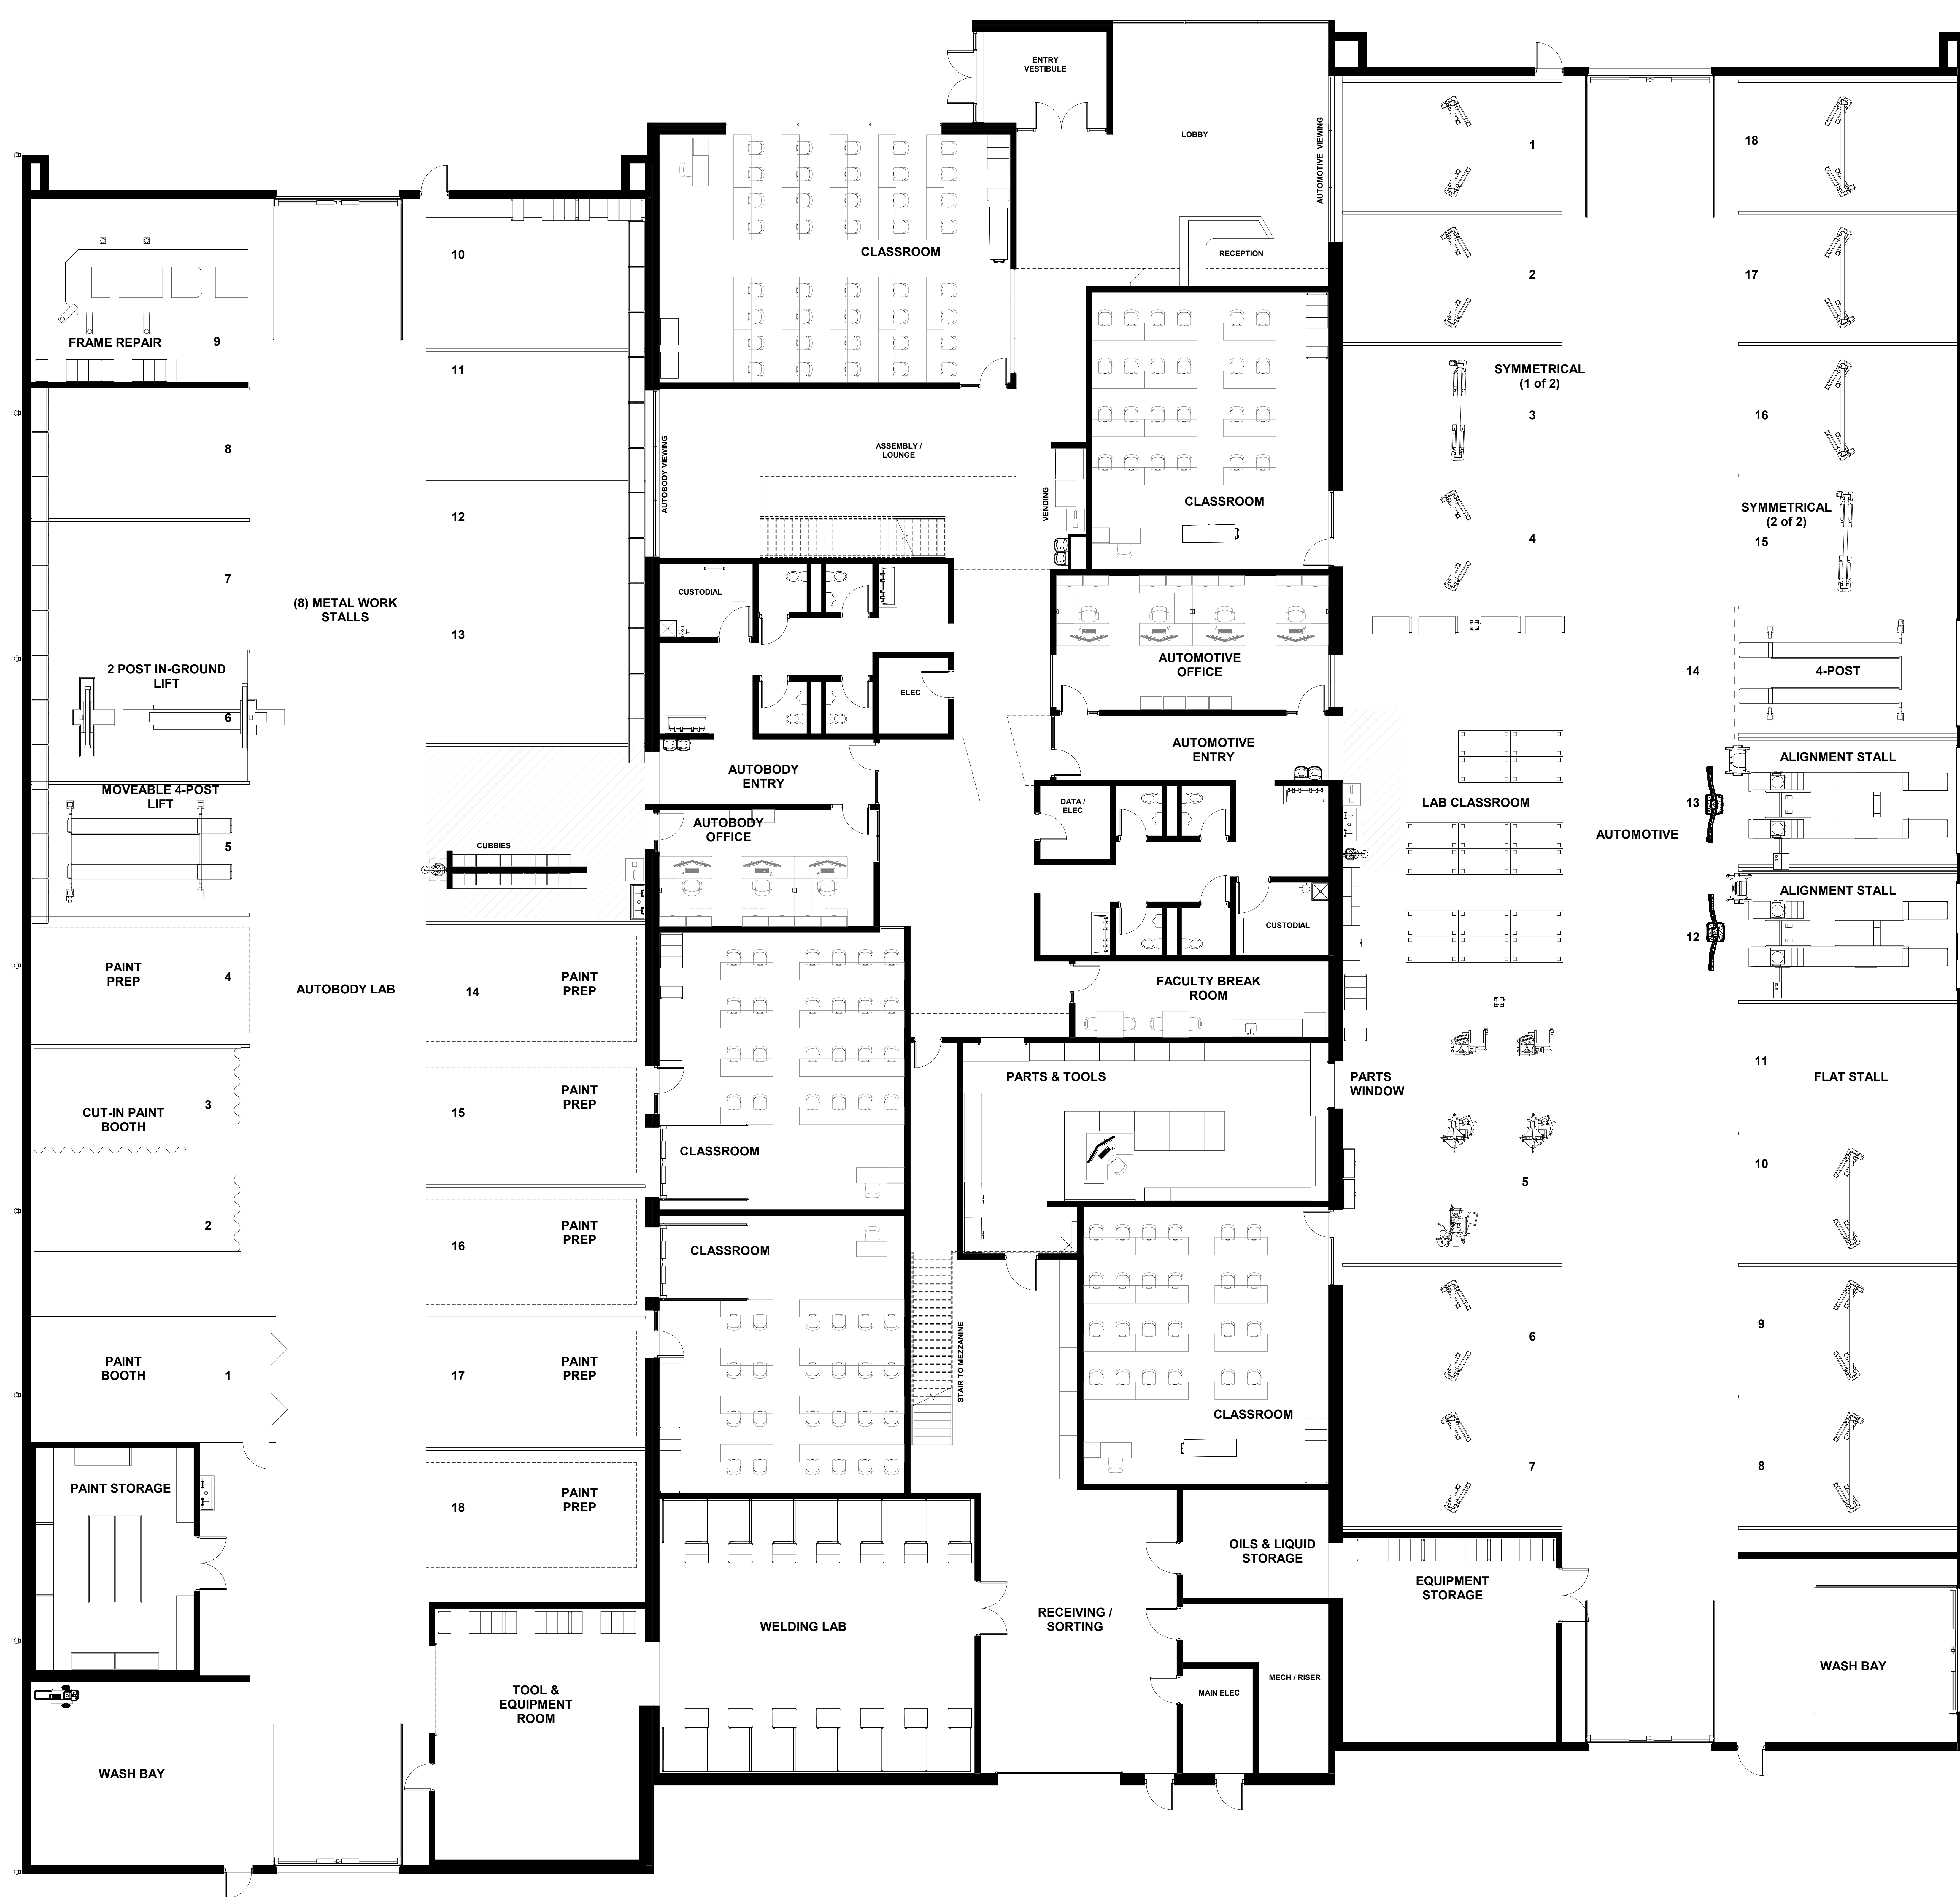 ENTRY
VESTIBULE
LOBBY
AUTOMOTIVE VIEWING
RECEPTION
CLASSROOM
1
18
2
17
SYMMETRICAL
(1 of 2)
3
16
SYMMETRICAL
(2 of 2)
4
15
10
FRAME REPAIR
9
11
8
12
7
(8) METAL WORK
STALLS
13
2 POST IN-GROUND
LIFT
6
MOVEABLE 4-POST
LIFT
5
CUBBIES
AUTOBODY VIEWING
ASSEMBLY /
LOUNGE
VENDING
CLASSROOM
CUSTODIAL
ELEC
AUTOMOTIVE
OFFICE
AUTOBODY
ENTRY
AUTOMOTIVE
ENTRY
AUTOBODY
OFFICE
DATA /
ELEC
CUSTODIAL
14
4-POST
ALIGNMENT STALL
13
LAB CLASSROOM
AUTOMOTIVE
ALIGNMENT STALL
12
PAINT
PREP
4
AUTOBODY LAB
14
PAINT
PREP
FACULTY BREAK
ROOM
CUT-IN PAINT
BOOTH
3
15
PAINT
PREP
CLASSROOM
PARTS & TOOLS
PARTS
WINDOW
11
FLAT STALL
10
5
2
16
PAINT
PREP
CLASSROOM
STAIR TO MEZZANINE
6
9
PAINT
BOOTH
1
17
PAINT
PREP
CLASSROOM
7
8
PAINT STORAGE
18
PAINT
PREP
OILS & LIQUID
STORAGE
EQUIPMENT
STORAGE
WELDING LAB
RECEIVING /
SORTING
MECH / RISER
MAIN ELEC
WASH BAY
TOOL &
EQUIPMENT
ROOM
WASH BAY